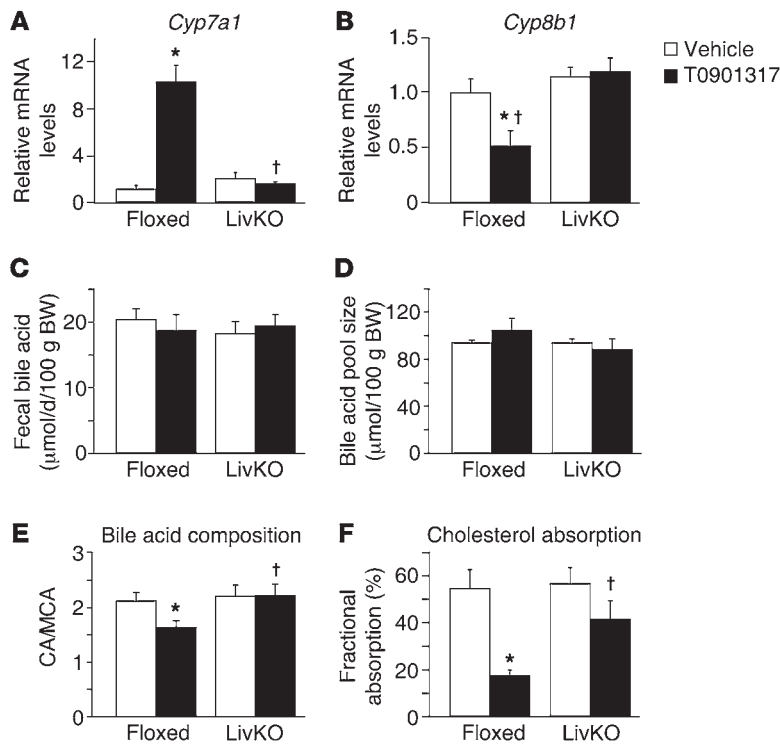 A
Cyp7a1
Relative mRNA
levels
12
8
4
0
*
†
Floxed
LivKO
B
Cyp8b1
Relative mRNA
levels
1.5
1.0
0.5
0
* †
Floxed
LivKO
Vehicle
T0901317
C
Fecal bile acid
(μmol/d/100 g BW)
20
10
0
Floxed
LivKO
D
Bile acid pool size
(μmol/100 g BW)
120
80
40
0
Floxed
LivKO
E
Bile acid composition
CA/MCA
3
2
1
0
*
†
Floxed
LivKO
F
Cholesterol absorption
Fractional
absorption (%)
60
40
20
0
*
†
Floxed
LivKO